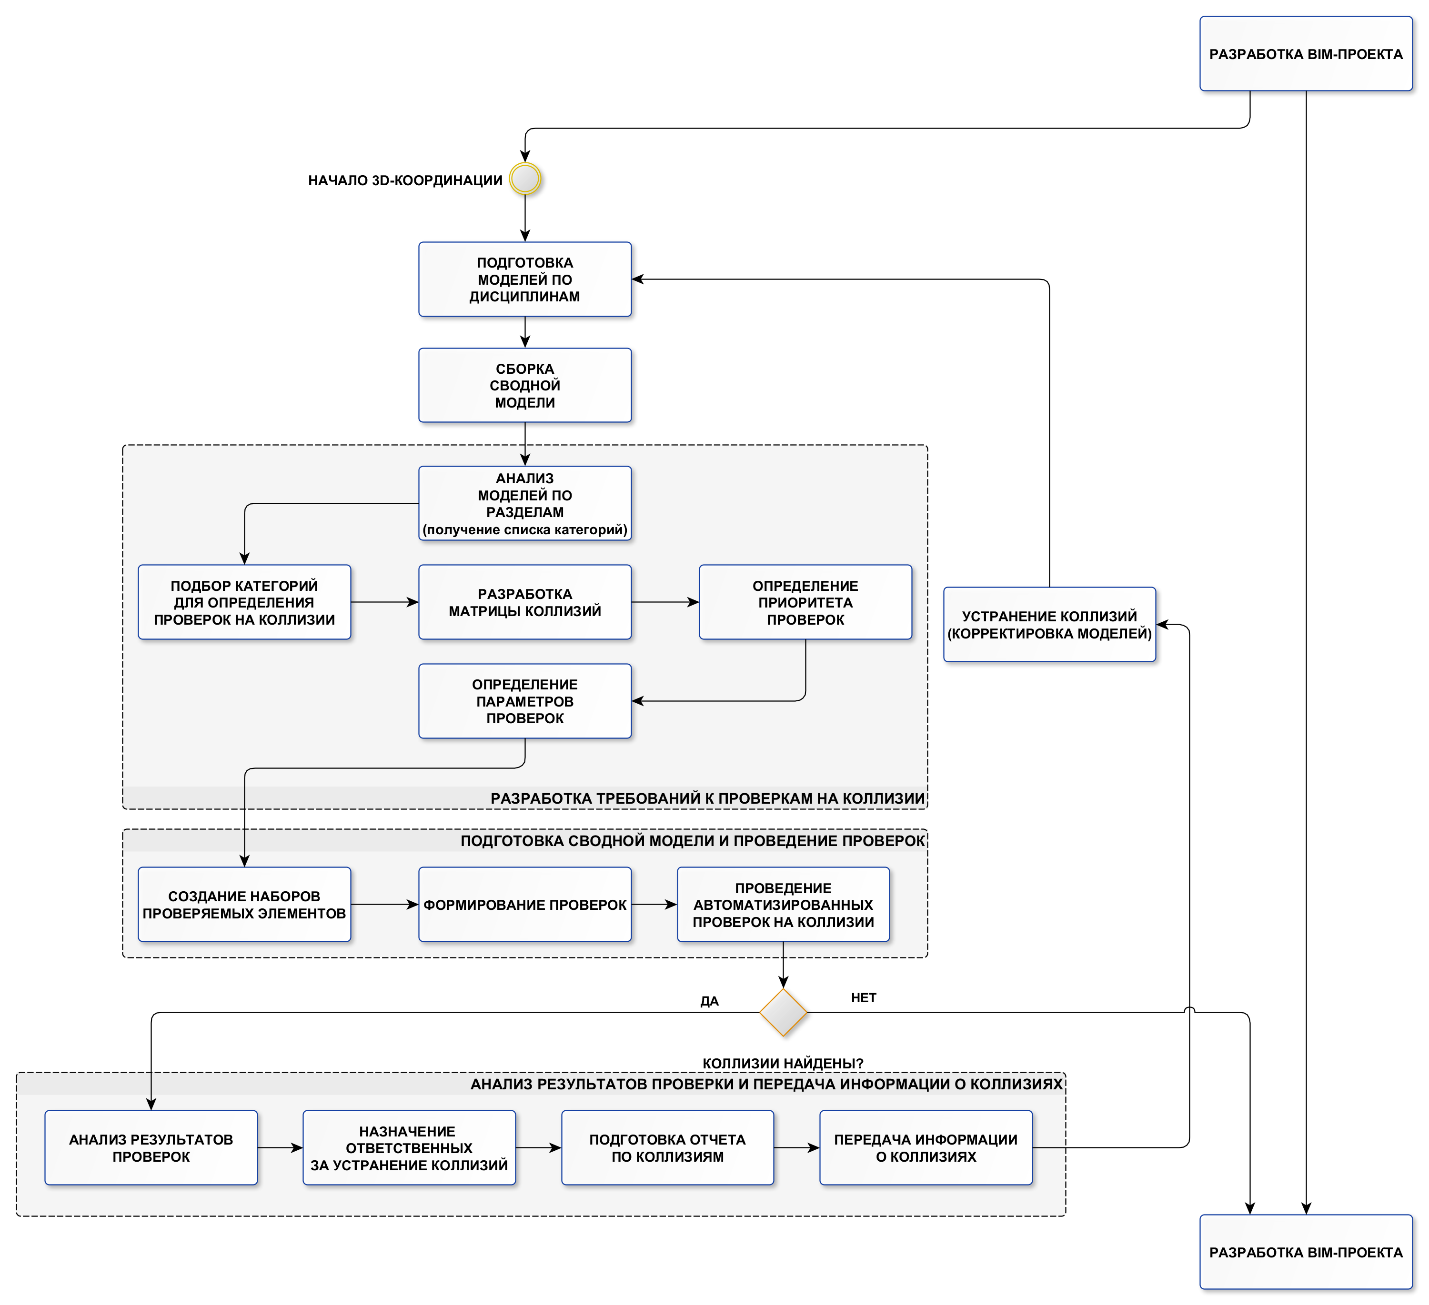 РАЗРАБОТКА BIM-ПРОЕКТА
НАЧАЛО 3D-КООРДИНАЦИИ
ПОДГОТОВКА
МОДЕЛЕЙ ПО
ДИСЦИПЛИНАМ
СБОРКА
СВОДНОЙ
МОДЕЛИ
АНАЛИЗ
МОДЕЛЕЙ ПО
РАЗДЕЛАМ
(получение списка категорий)
ПОДБОР КАТЕГОРИЙ
ДЛЯ ОПРЕДЕЛЕНИЯ
ПРОВЕРОК НА КОЛЛИЗИИ
РАЗРАБОТКА
МАТРИЦЫ КОЛЛИЗИЙ
ОПРЕДЕЛЕНИЕ
ПРИОРИТЕТА
ПРОВЕРОК
УСТРАНЕНИЕ КОЛЛИЗИЙ
(КОРРЕКТИРОВКА МОДЕЛЕЙ)
ОПРЕДЕЛЕНИЕ
ПАРАМЕТРОВ
ПРОВЕРОК
РАЗРАБОТКА ТРЕБОВАНИЙ К ПРОВЕРКАМ НА КОЛЛИЗИИ
ПОДГОТОВКА СВОДНОЙ МОДЕЛИ И ПРОВЕДЕНИЕ ПРОВЕРОК
СОЗДАНИЕ НАБОРОВ
ПРОВЕРЯЕМЫХ ЭЛЕМЕНТОВ
ФОРМИРОВАНИЕ ПРОВЕРОК
ПРОВЕДЕНИЕ
АВТОМАТИЗИРОВАННЫХ
ПРОВЕРОК НА КОЛЛИЗИИ
ДА
НЕТ
КОЛЛИЗИИ НАЙДЕНЫ?
АНАЛИЗ РЕЗУЛЬТАТОВ ПРОВЕРКИ И ПЕРЕДАЧА ИНФОРМАЦИИ О КОЛЛИЗИЯХ
АНАЛИЗ РЕЗУЛЬТАТОВ
ПРОВЕРОК
НАЗНАЧЕНИЕ
ОТВЕТСТВЕННЫХ
ЗА УСТРАНЕНИЕ КОЛЛИЗИЙ
ПОДГОТОВКА ОТЧЕТА
ПО КОЛЛИЗИЯМ
ПЕРЕДАЧА ИНФОРМАЦИИ
О КОЛЛИЗИЯХ
РАЗРАБОТКА BIM-ПРОЕКТА